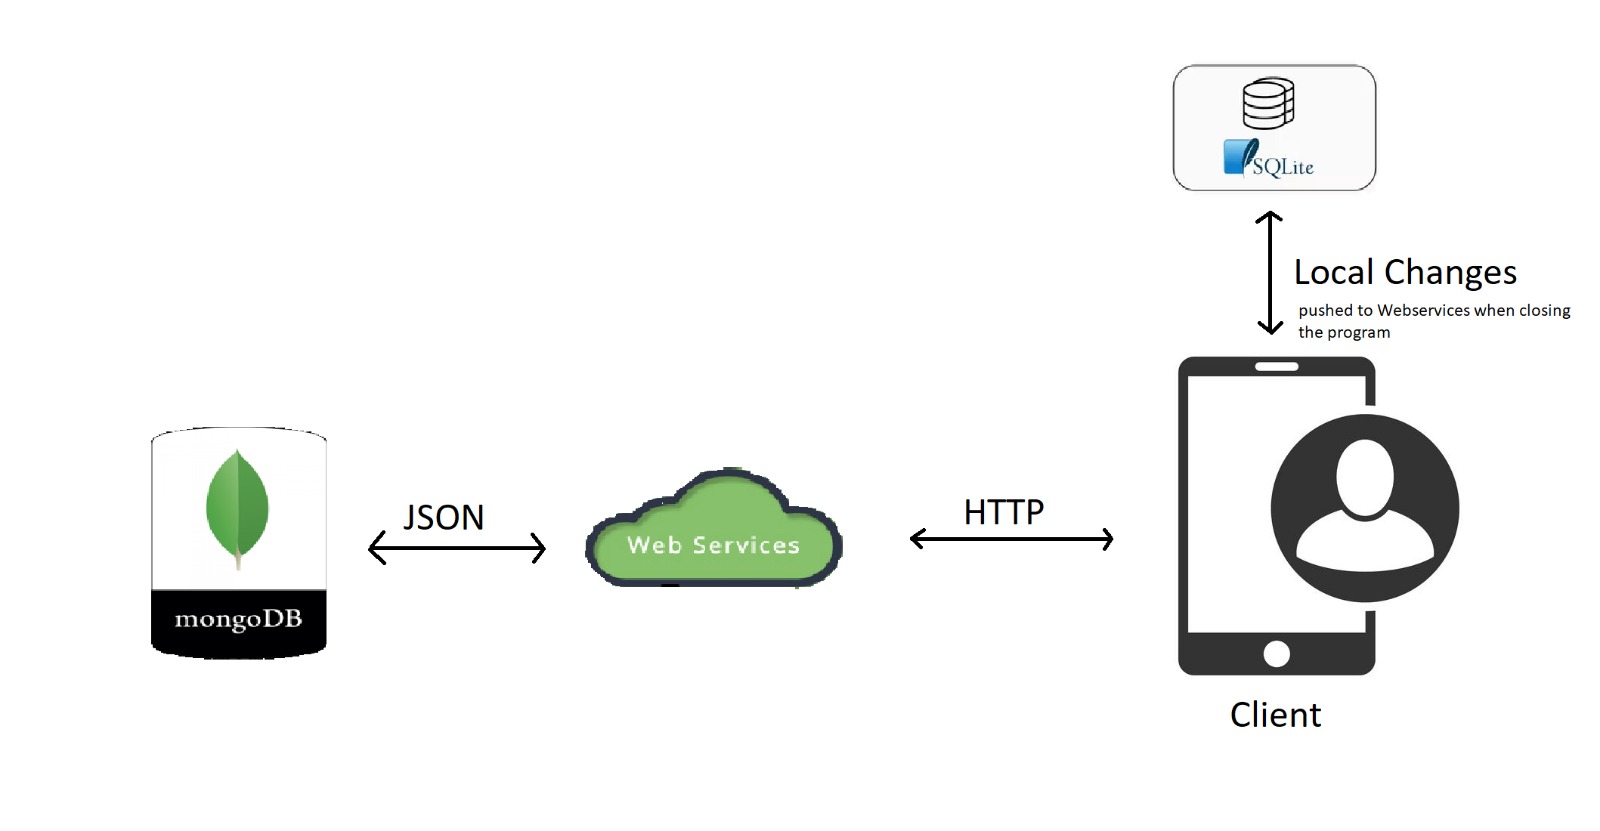 SQLite
Local Changes
pushed to Webservices when closing
the program
JSON
HTTP
Web Services
mongoDB
Client